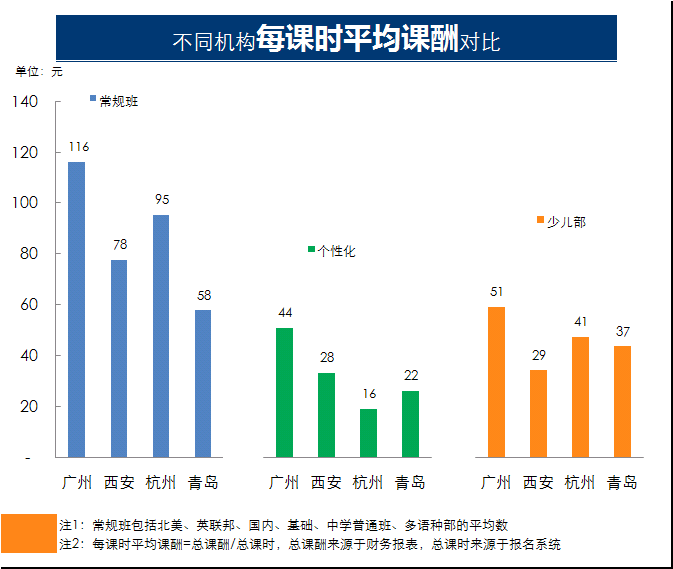 不同机构每课时平均课酬对比
单位：元
140
120
100
80
60
40
20
-
常规班
116
78
95
58
广州 西安 杭州 青岛
个性化
44
28
16
22
广州 西安 杭州 青岛
少儿部
51
29
41
37
广州 西安 杭州 青岛
注1：常规班包括北美、英联邦、国内、基础、中学普通班、多语种部的平均数
注2：每课时平均课酬=总课酬/总课时，总课酬来源于财务报表，总课时来源于报名系统